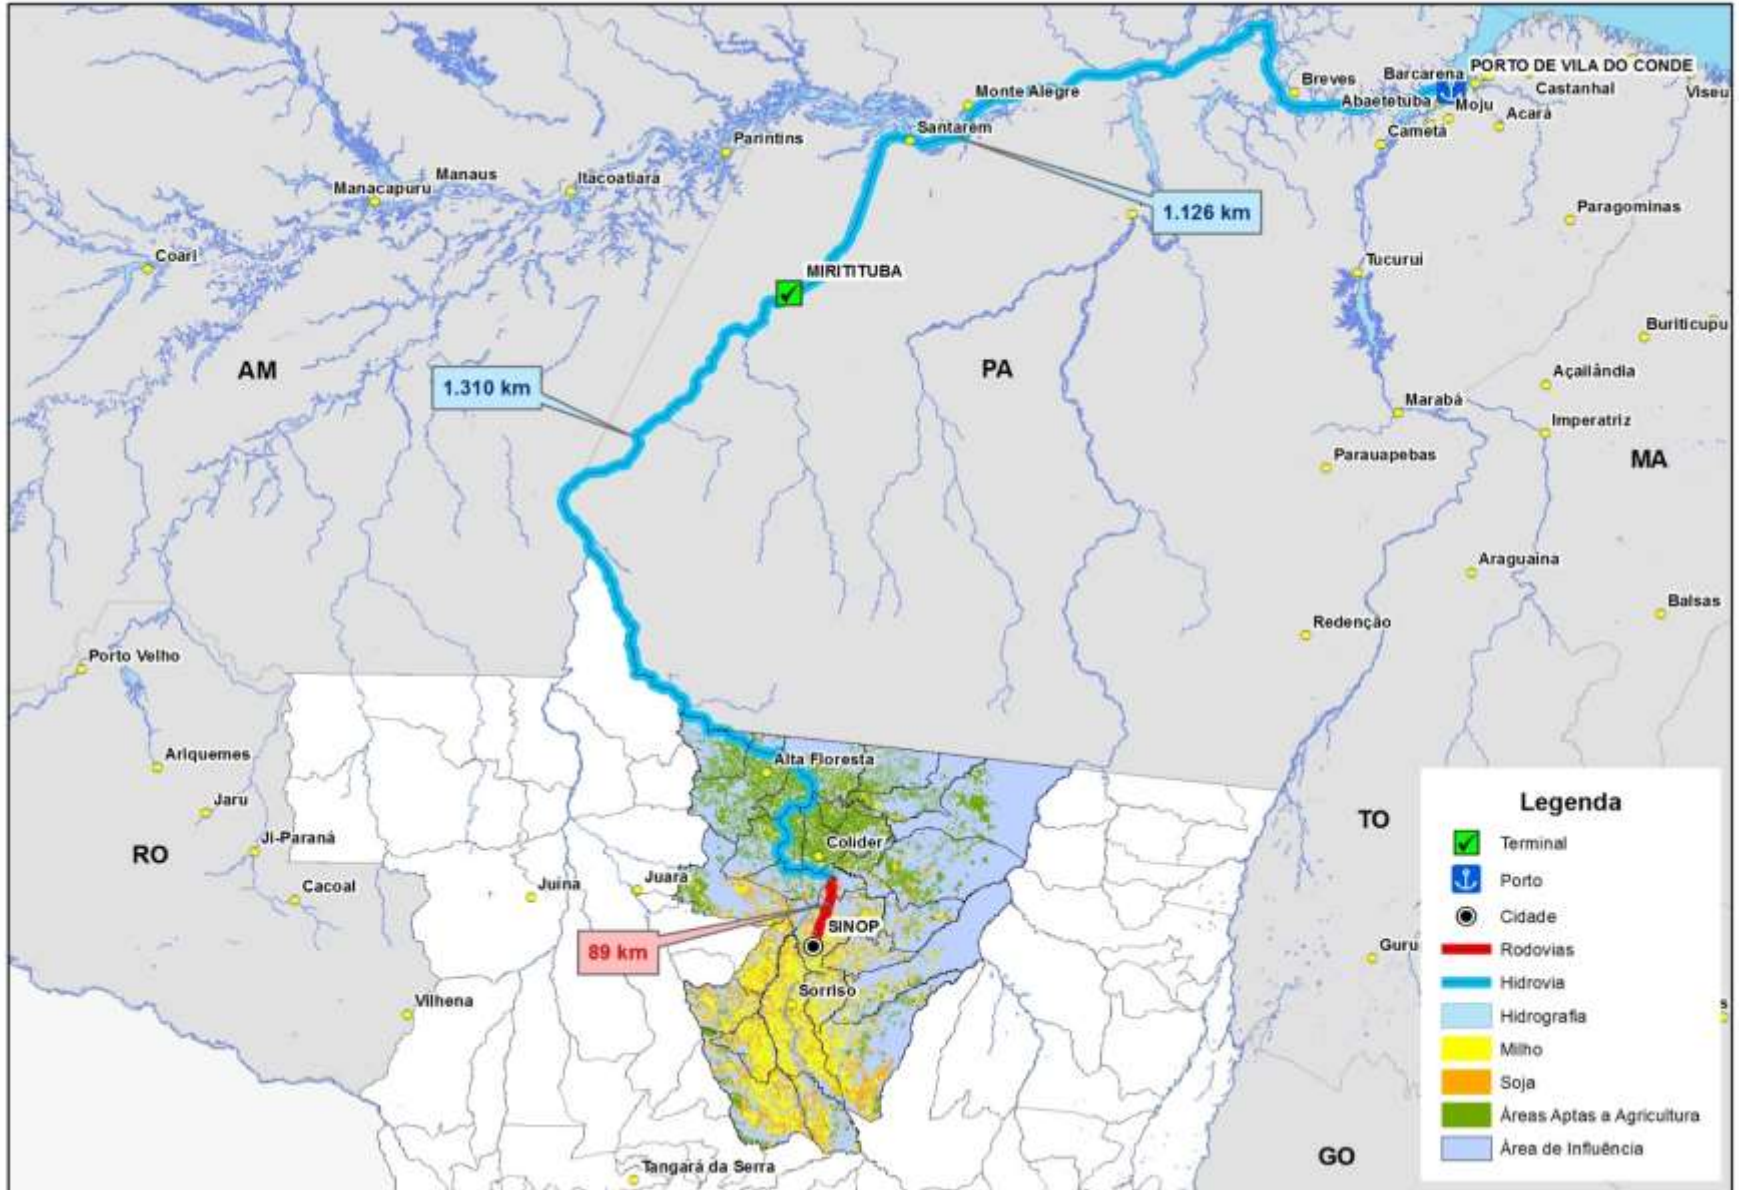 PORTO DE VILA DO CONDE
Barcarena
Breves
Castanhal
Viseu
Abaetetuba
Moju
Acará
Cametá
Monte Alegre
Santarem
Parintins
Manaus
Itacoatiara
Manacapuru
1.126 km
Paragominas
Coari
MIRITITUBA
Tucurui
Buriticupu
AM
PA
Açailândia
1.310 km
Marabá
Imperatriz
Parauapebas
MA
Araguaina
Balsas
Redenção
Porto Velho
Ariquemes
Alta Floresta
Jaru
Legenda
TO
Terminal
Ji-Paraná
Colider
RO
Porto
Cacoal
Juina
Juara
Cidade
SINOP
89 km
Guru
Rodovias
Hidrovia
Sorriso
Vilhena
s
Hidrografia
Milho
Soja
Áreas Aptas a Agricultura
Área de Influência
GO
Tangará da Serra